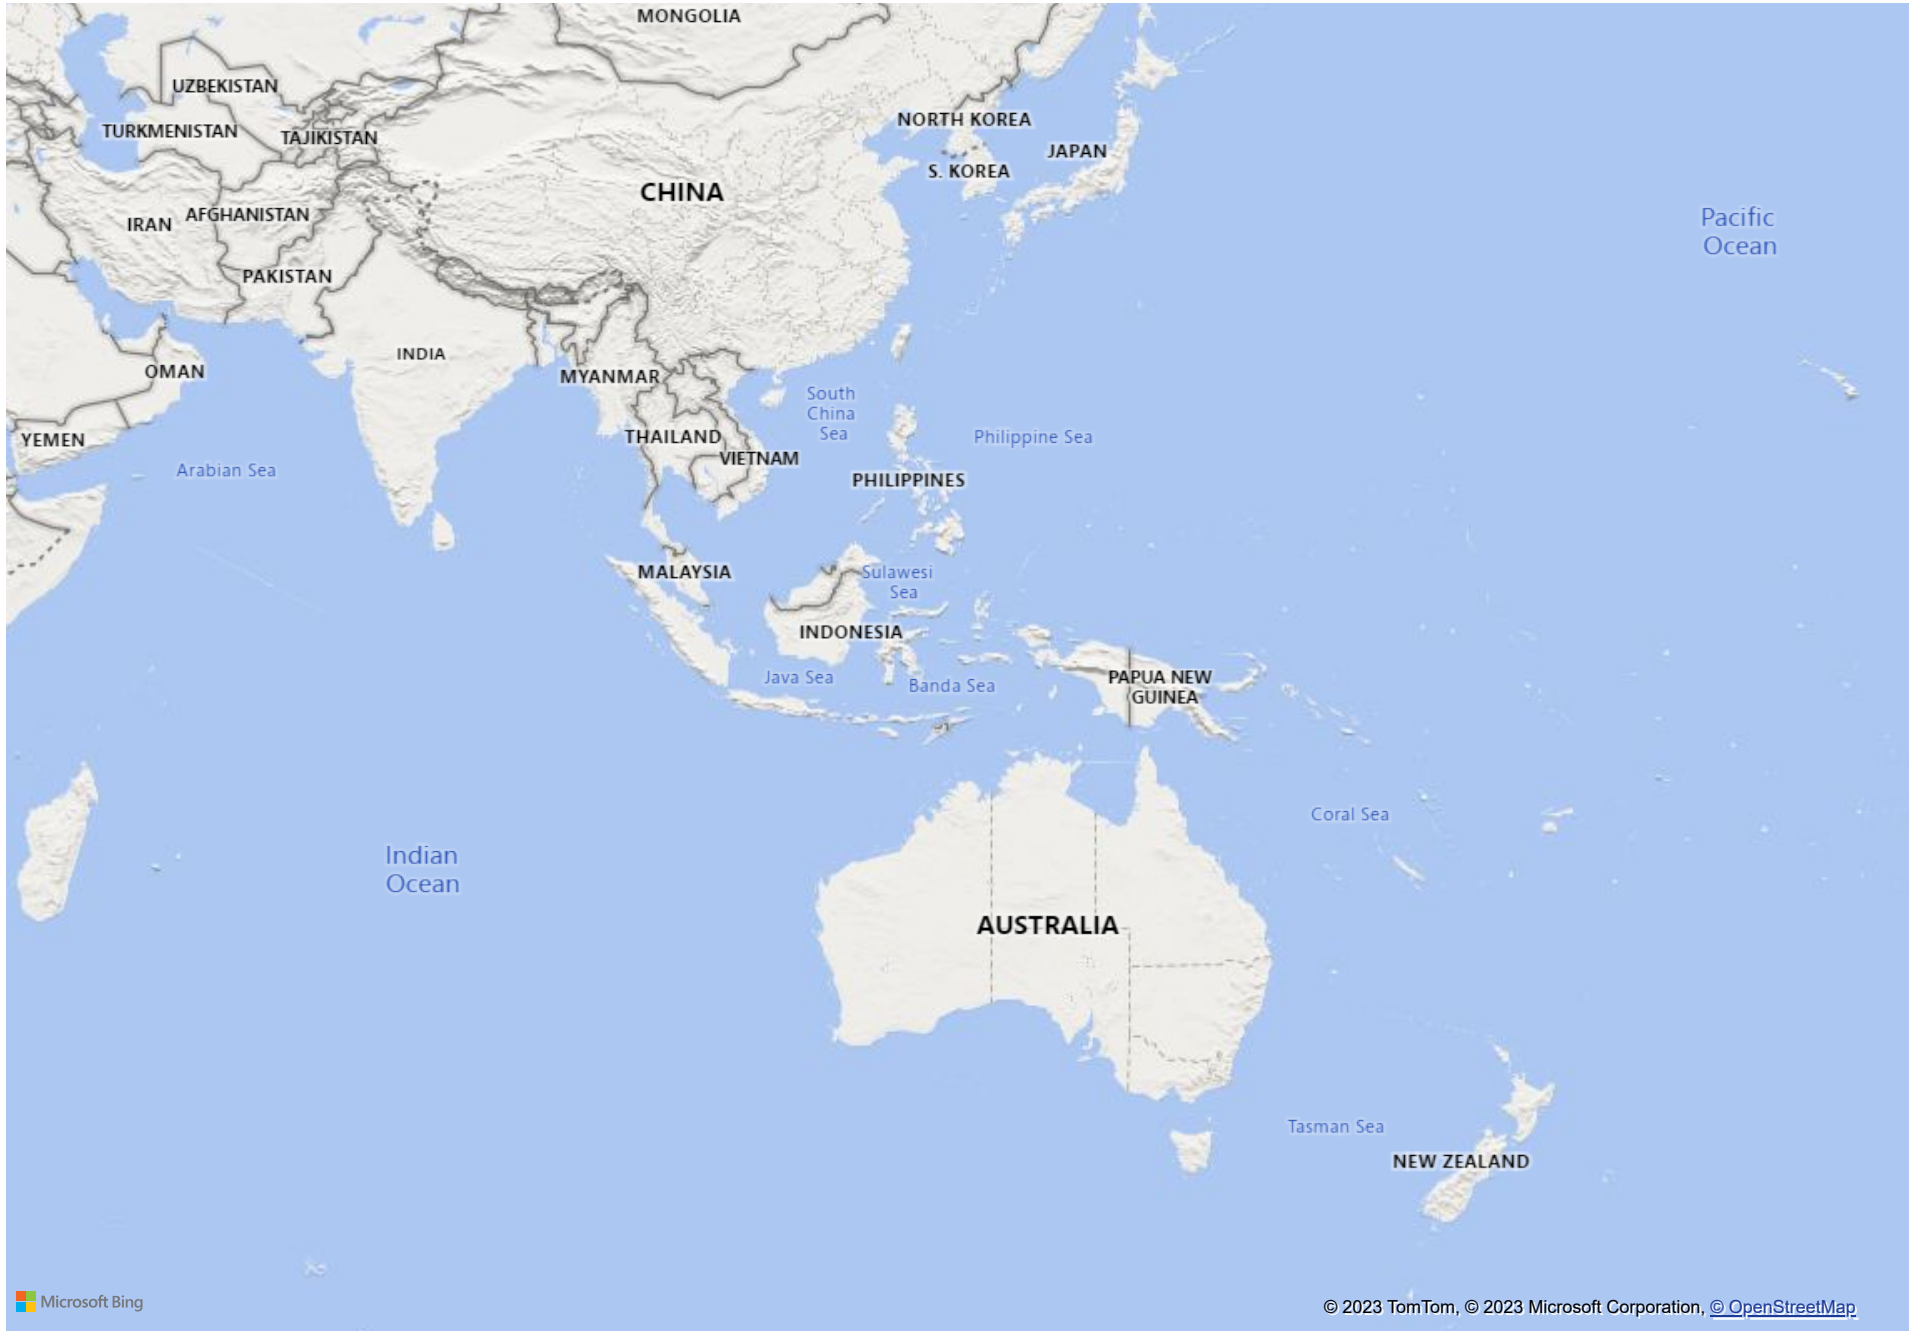 MONGOLIA
UZBEKISTAN
NORTH KOREA
TURKMENISTAN
TAJIKISTAN
JAPAN
S. KOREA
CHINA
AFGHANISTAN
IRAN
Pacific
Ocean
PAKISTAN
INDIA
OMAN
MYANMAR
South
China
Sea
THAILAND
Philippine Sea
YEMEN
VIETNAM
Arabian Sea
PHILIPPINES
MALAYSIA
Sulawesi
Sea
INDONESIA
Java Sea
Banda Sea
PAPUA NEW
GUINEA
Coral Sea
Indian
Ocean
AUSTRALIA
Tasman Sea
NEW ZEALAND
Microsoft Bing
© 2023 TomTom, © 2023 Microsoft Corporation, © OpenStreetMap